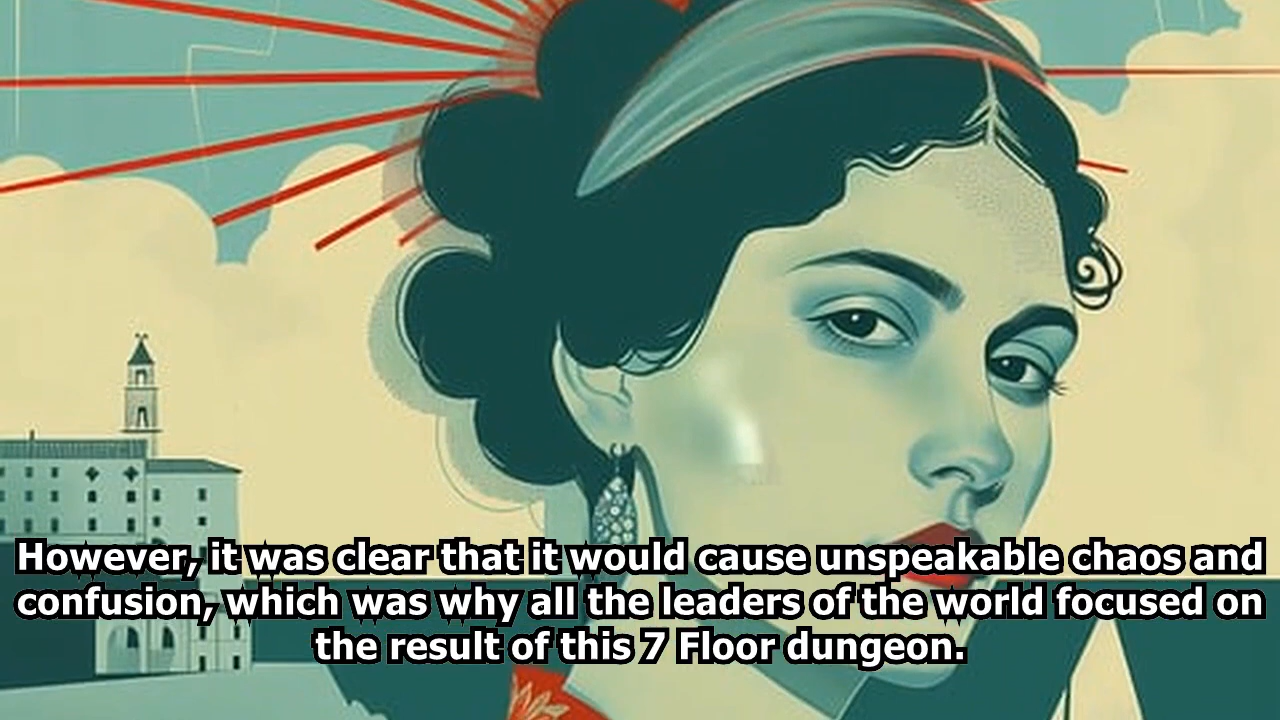 However, it was clear that it would cause unspeakable chaos and
confusion, which was why all the leaders of the world focused on
the result of this 7 Floor dungeon.